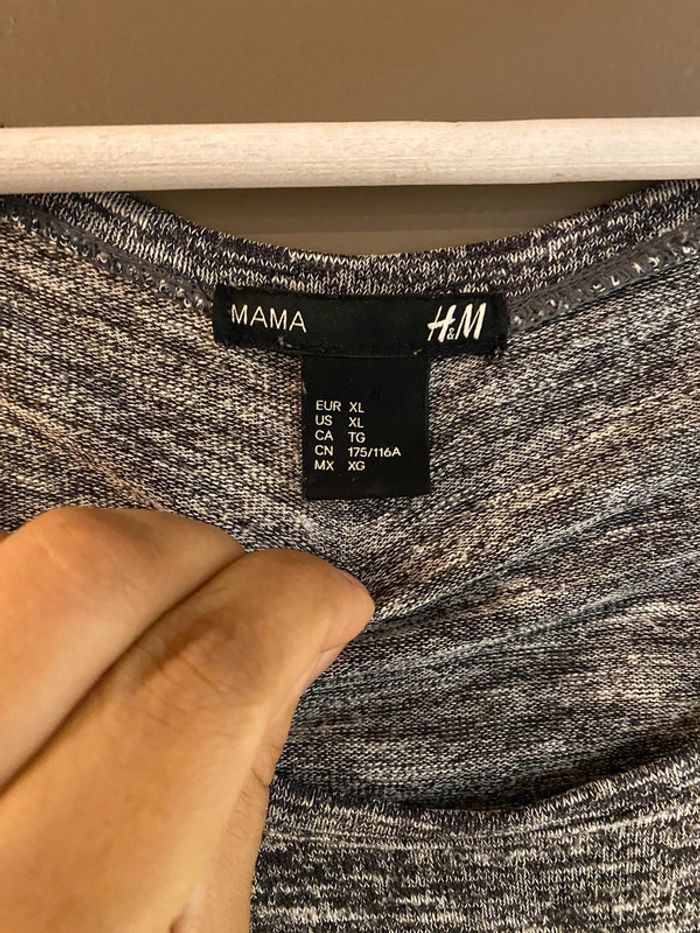 MAMA H&M
EUR XL
US XL
CA TG
CN 175/116A
MX XG